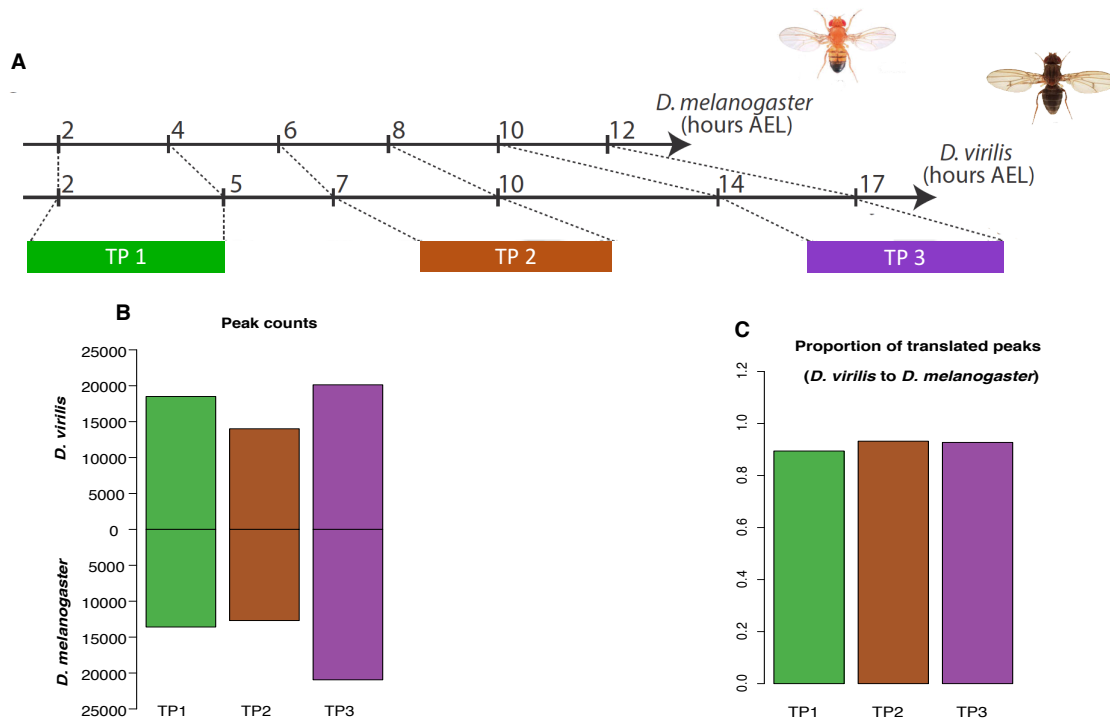 A
D. melanogaster
(hours AEL)
2 4 6 8 10 12
D. virilis
(hours AEL)
2 5 7 10 14 17
TP 1 TP 2 TP 3
B
Peak counts
25000
20000
15000
10000
5000
0
5000
10000
15000
20000
25000
D. virilis
D. melanogaster
TP1 TP2 TP3
C
Proportion of translated peaks
(D. virilis to D. melanogaster)
1.2
1.0
0.8
0.6
0.4
0.2
0.0
TP1 TP2 TP3